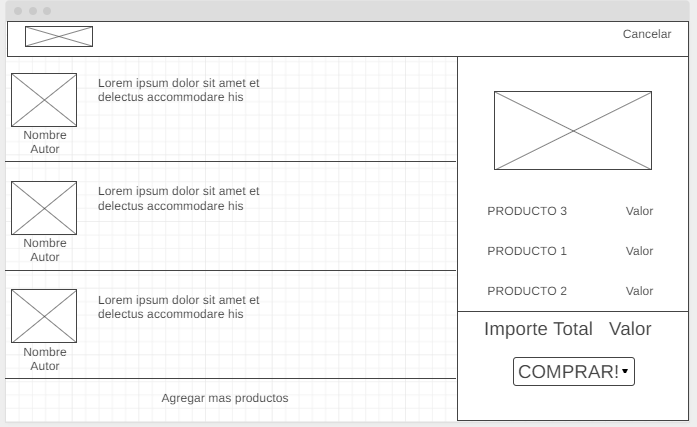 Cancelar
Lorem ipsum dolor sit amet et
delectus accommodare his
Nombre
Autor
Lorem ipsum dolor sit amet et
delectus accommodare his
Nombre
Autor
Lorem ipsum dolor sit amet et
delectus accommodare his
Nombre
Autor
Agregar mas productos
PRODUCTO 3 Valor
PRODUCTO 1 Valor
PRODUCTO 2 Valor
Importe Total Valor
COMPRAR!